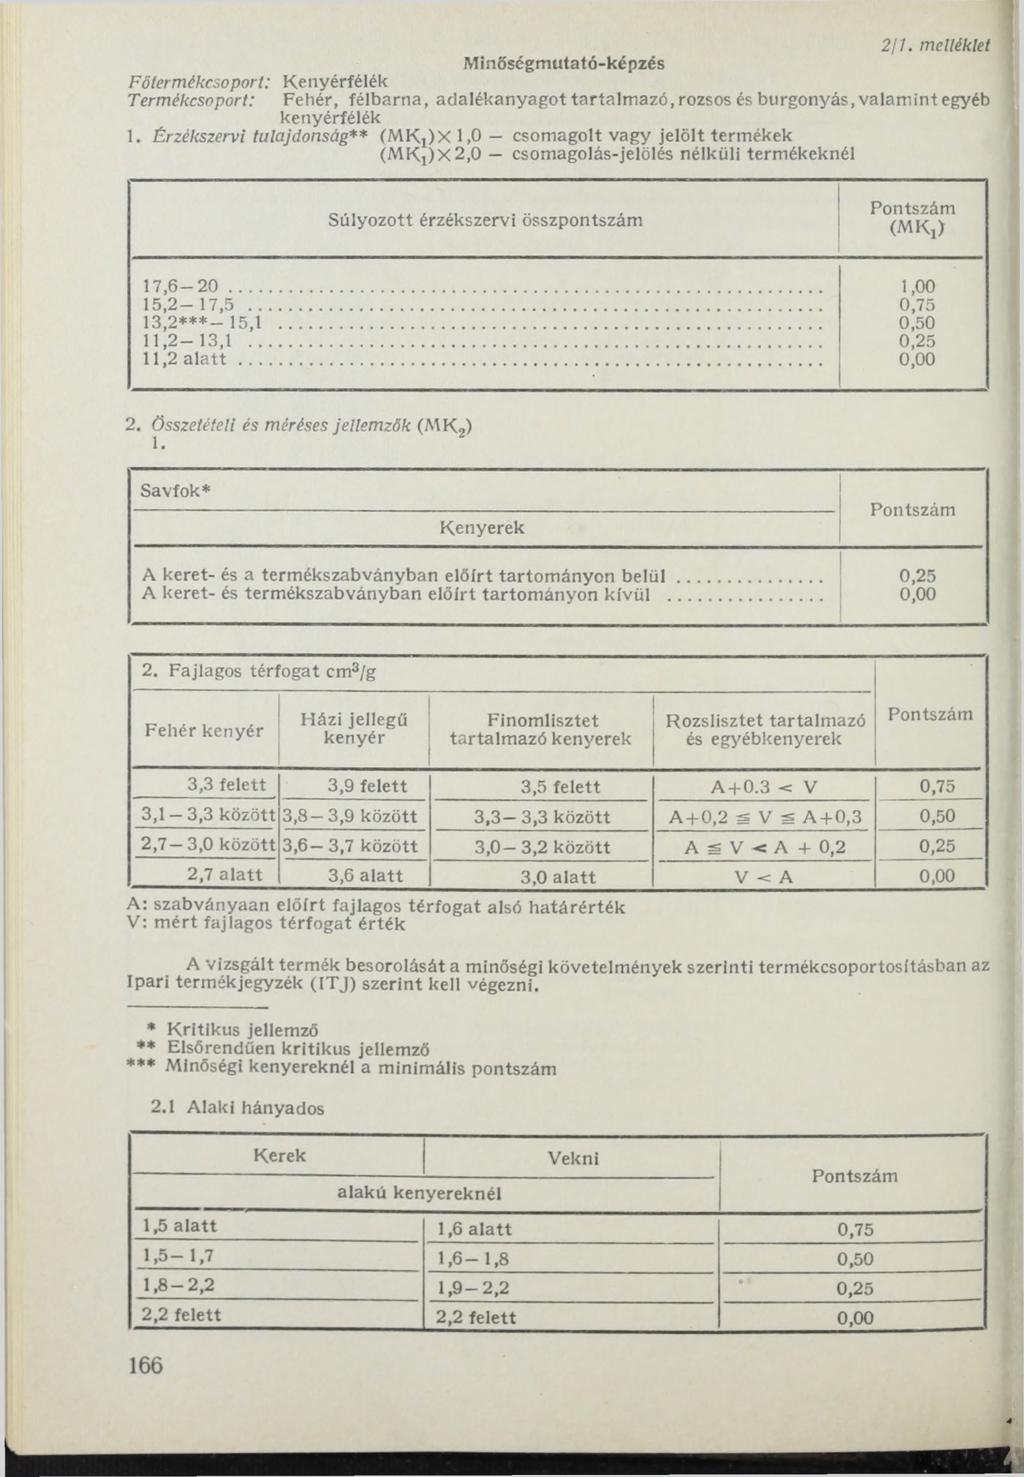 2/1. melléklet
Minőségmutató-képzés
Főtermékcsoport: Kenyérfélék
Termékcsoport: Fehér, félbarna, adalékanyagot tartalmazó, rozsos és burgonyás, valamint egyéb
kenyérfélék
1. Érzékszervi tulajdonság** (MK₁)×1,0 — csomagolt vagy jelölt termékek
(MK₁)×2,0 — csomagolás-jelölés nélküli termékeknél
Súlyozott érzékszervi összpontszám
Pontszám
(MK₁)
17,6—20 ........ 1,00
15,2—17,5 ........ 0,75
13,2***—15,1 ........ 0,50
11,2—13,1 ........ 0,25
11,2 alatt ........ 0,00
2. Összetételi és méréses jellemzők (MK₂)
1.
Savfok*
Pontszám
Kenyerek
A keret- és a termékszabványban előírt tartományon belül ........ 0,25
A keret- és termékszabványban előírt tartományon kívül ........ 0,00
2. Fajlagos térfogat cm³/g
Fehér kenyér Házi jellegű kenyér Finomlisztet tartalmazó kenyerek Rozslisztet tartalmazó és egyébkenyerek Pontszám
3,3 felett 3,9 felett 3,5 felett A+0.3 < V 0,75
3,1—3,3 között 3,8—3,9 között 3,3—3,3 között A+0,2 ≦ V ≦ A+0,3 0,50
2,7—3,0 között 3,6—3,7 között 3,0—3,2 között A ≦ V < A + 0,2 0,25
2,7 alatt 3,6 alatt 3,0 alatt V < A 0,00
A: szabványaan előírt fajlagos térfogat alsó határérték
V: mért fajlagos térfogat érték
A vizsgált termék besorolását a minőségi követelmények szerinti termékcsoportosításban az
Ipari termékjegyzék (ITJ) szerint kell végezni.
* Kritikus jellemző
** Elsőrendűen kritikus jellemző
*** Minőségi kenyereknél a minimális pontszám
2.1 Alaki hányados
Kerek Vekni
Pontszám
alakú kenyereknél
1,5 alatt 1,6 alatt 0,75
1,5—1,7 1,6—1,8 0,50
1,8—2,2 1,9—2,2 0,25
2,2 felett 2,2 felett 0,00
166